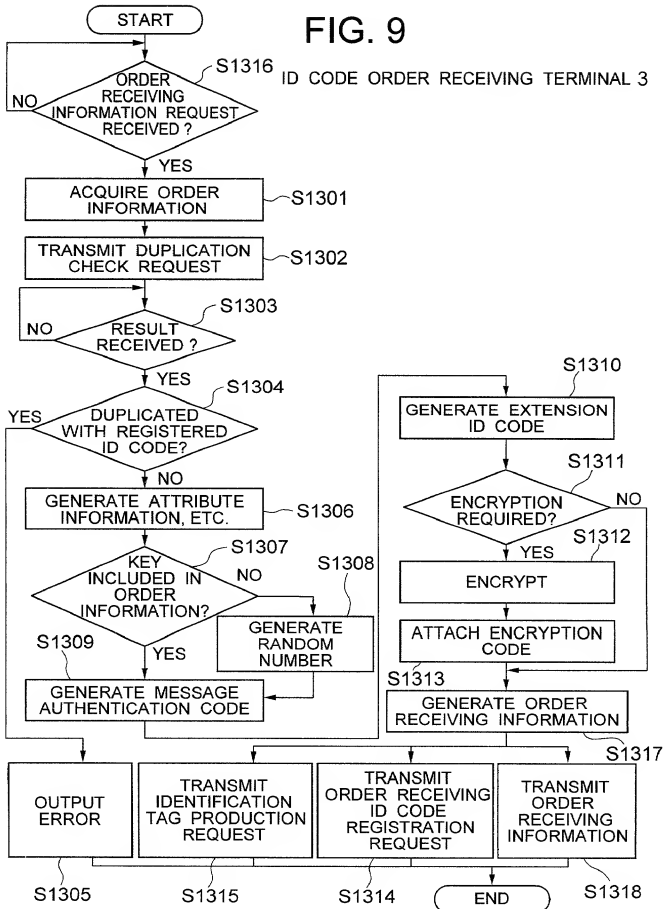 START
FIG. 9
ID CODE ORDER RECEIVING TERMINAL 3
S1316
ORDER
RECEIVING
INFORMATION REQUEST
RECEIVED ?
NO
YES
ACQUIRE ORDER
INFORMATION
S1301
TRANSMIT DUPLICATION
CHECK REQUEST
S1302
S1303
RESULT
RECEIVED ?
NO
YES
S1304
YES
DUPLICATED
WITH REGISTERED
ID CODE?
NO
GENERATE ATTRIBUTE
INFORMATION, ETC.
S1306
S1307
KEY
INCLUDED IN
ORDER
INFORMATION?
NO
S1308
GENERATE
RANDOM
NUMBER
YES
S1309
GENERATE MESSAGE
AUTHENTICATION CODE
S1310
GENERATE EXTENSION
ID CODE
S1311
ENCRYPTION
REQUIRED?
NO
YES
S1312
ENCRYPT
ATTACH ENCRYPTION
CODE
S1313
GENERATE ORDER
RECEIVING INFORMATION
S1317
OUTPUT
ERROR
S1305
TRANSMIT
IDENTIFICATION
TAG PRODUCTION
REQUEST
S1315
TRANSMIT
ORDER RECEIVING
ID CODE
REGISTRATION
REQUEST
S1314
TRANSMIT
ORDER
RECEIVING
INFORMATION
S1318
END